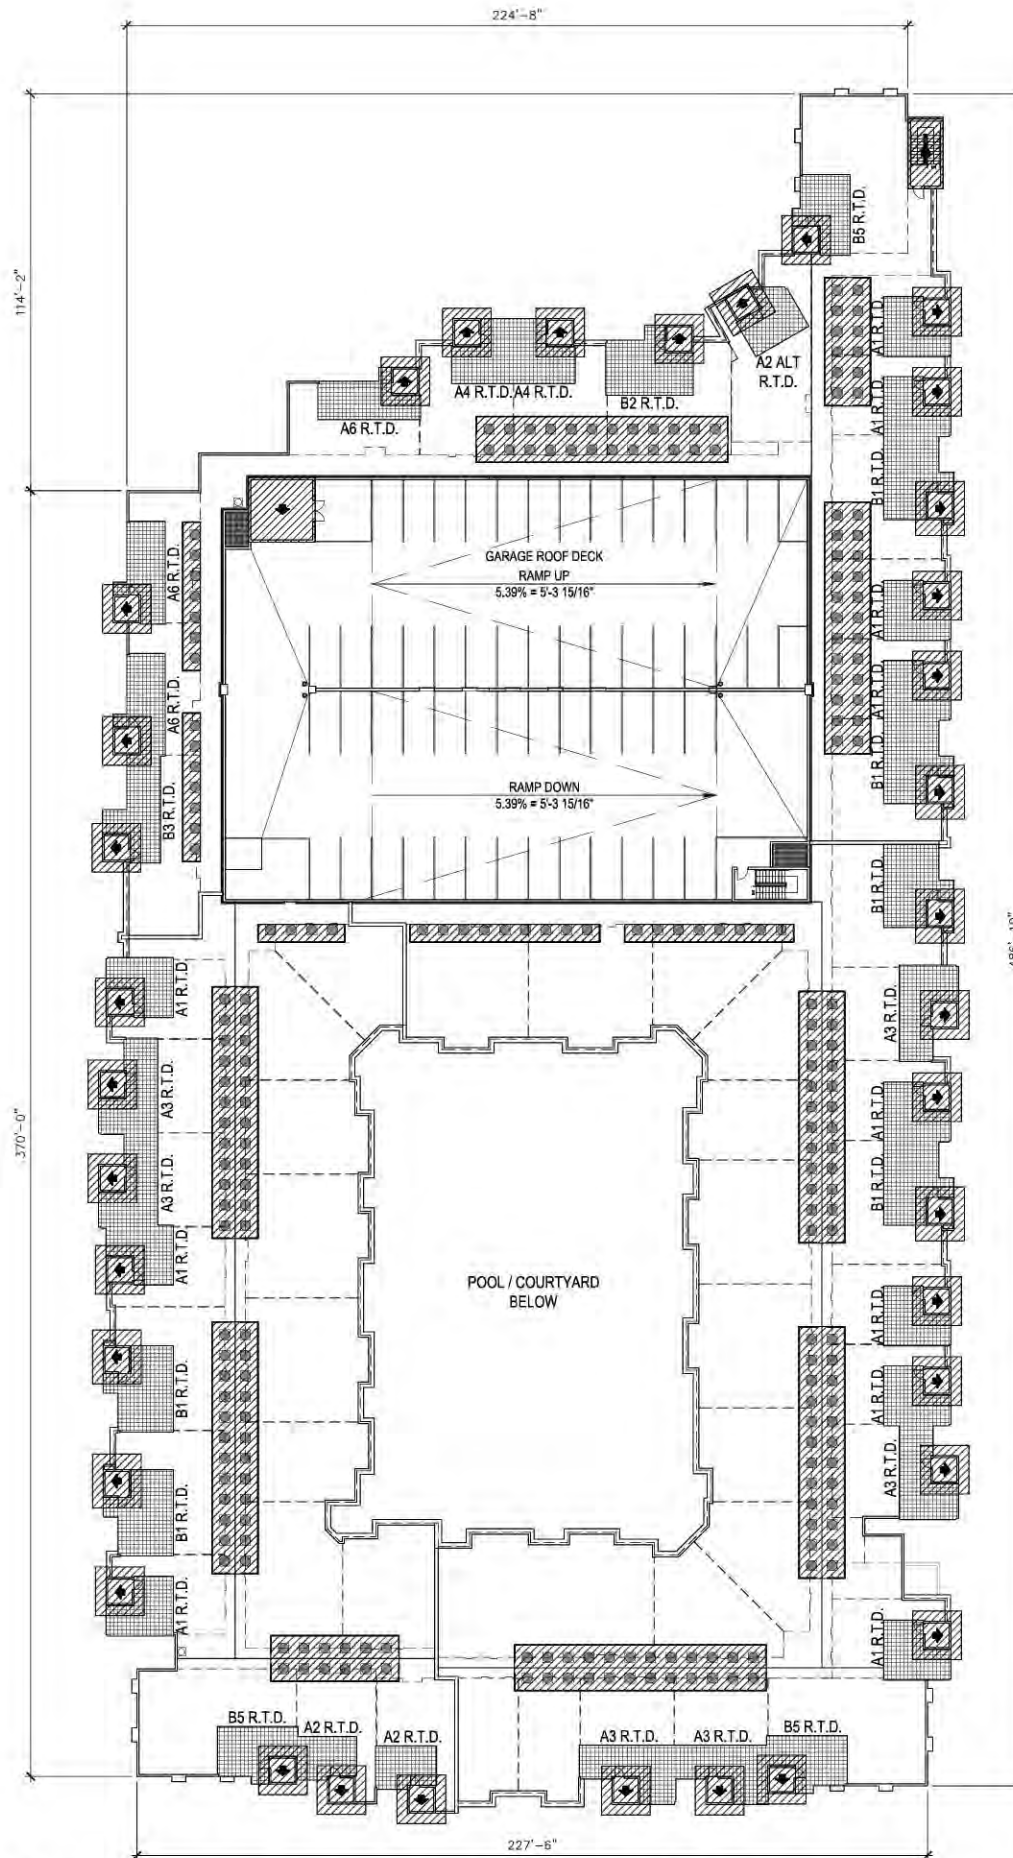 224'-8"
B5 R.T.D.
114'-2"
A1 R.T.D.
A2 ALT
R.T.D.
A4 R.T.D.
A4 R.T.D.
B2 R.T.D.
A6 R.T.D.
A1 R.T.D.
B1 R.T.D.
GARAGE ROOF DECK
RAMP UP
5.39% = 5'-3 15/16"
A6 R.T.D.
A1 R.T.D.
A6 R.T.D.
A1 R.T.D.
B1 R.T.D.
RAMP DOWN
5.39% = 5'-3 15/16"
B3 R.T.D.
B1 R.T.D.
486'-10"
A1 R.T.D.
A3 R.T.D.
A3 R.T.D.
A1 R.T.D.
370'-0"
A3 R.T.D.
B1 R.T.D.
A1 R.T.D.
POOL / COURTYARD
BELOW
A1 R.T.D.
B1 R.T.D.
A1 R.T.D.
B1 R.T.D.
A3 R.T.D.
A1 R.T.D.
A1 R.T.D.
B5 R.T.D.
A2 R.T.D.
A2 R.T.D.
A3 R.T.D.
A3 R.T.D.
B5 R.T.D.
227'-6"